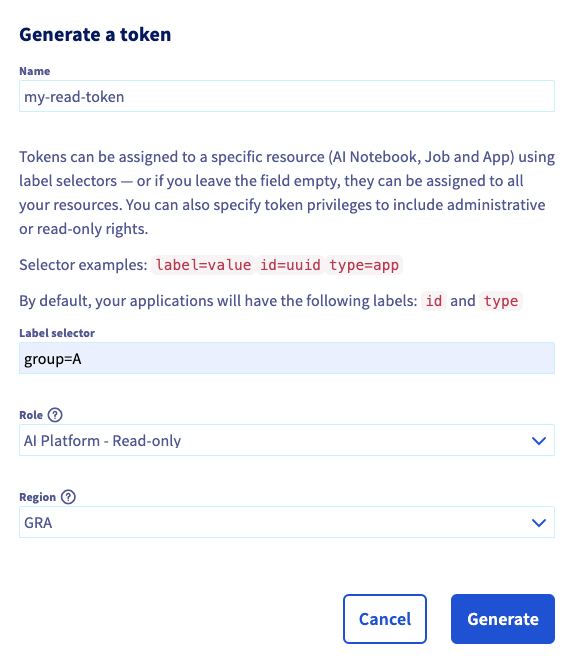 Generate a token
Name
my-read-token
Tokens can be assigned to a specific resource (AI Notebook, Job and App) using
label selectors — or if you leave the field empty, they can be assigned to all
your resources. You can also specify token privileges to include administrative
or read-only rights.
Selector examples: label=value id=uuid type=app
By default, your applications will have the following labels: id and type
Label selector
group=A
Role ?
AI Platform - Read-only
Region ?
GRA
Cancel Generate